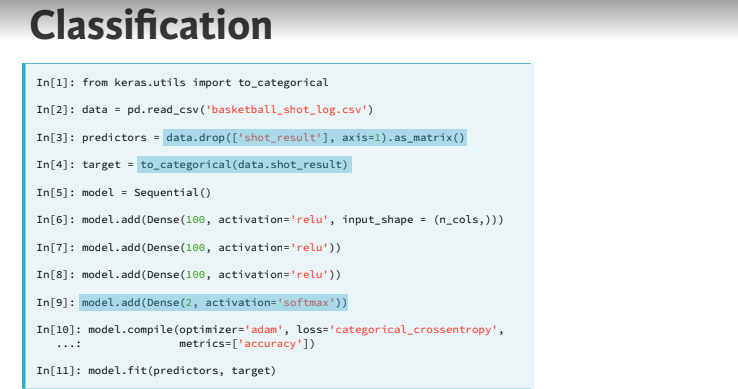 Classification
In[1]: from keras.utils import to_categorical
In[2]: data = pd.read_csv('basketball_shot_log.csv')
In[3]: predictors = data.drop(['shot_result'], axis=1).as_matrix()
In[4]: target = to_categorical(data.shot_result)
In[5]: model = Sequential()
In[6]: model.add(Dense(100, activation='relu', input_shape = (n_cols,)))
In[7]: model.add(Dense(100, activation='relu'))
In[8]: model.add(Dense(100, activation='relu'))
In[9]: model.add(Dense(2, activation='softmax'))
In[10]: model.compile(optimizer='adam', loss='categorical_crossentropy',
...: metrics=['accuracy'])
In[11]: model.fit(predictors, target)